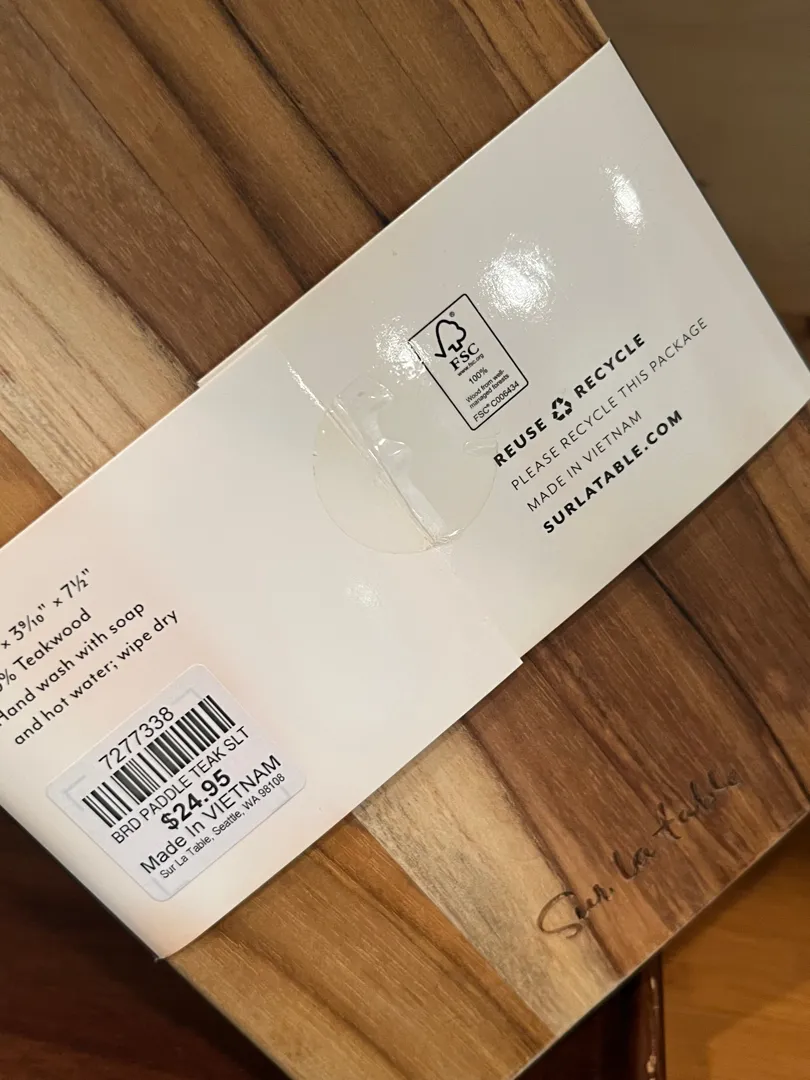 FSC®
www.fsc.org
100%
Wood from well-
managed forests
FSC® C006434
REUSE RECYCLE
PLEASE RECYCLE THIS PACKAGE
MADE IN VIETNAM
SURLATABLE.COM
x 3 9/10" x 7½"
% Teakwood
Hand wash with soap
and hot water; wipe dry
7277338
BRD PADDLE TEAK SLT
$24.95
Made In VIETNAM
Sur La Table, Seattle, WA 98108
Sur la table